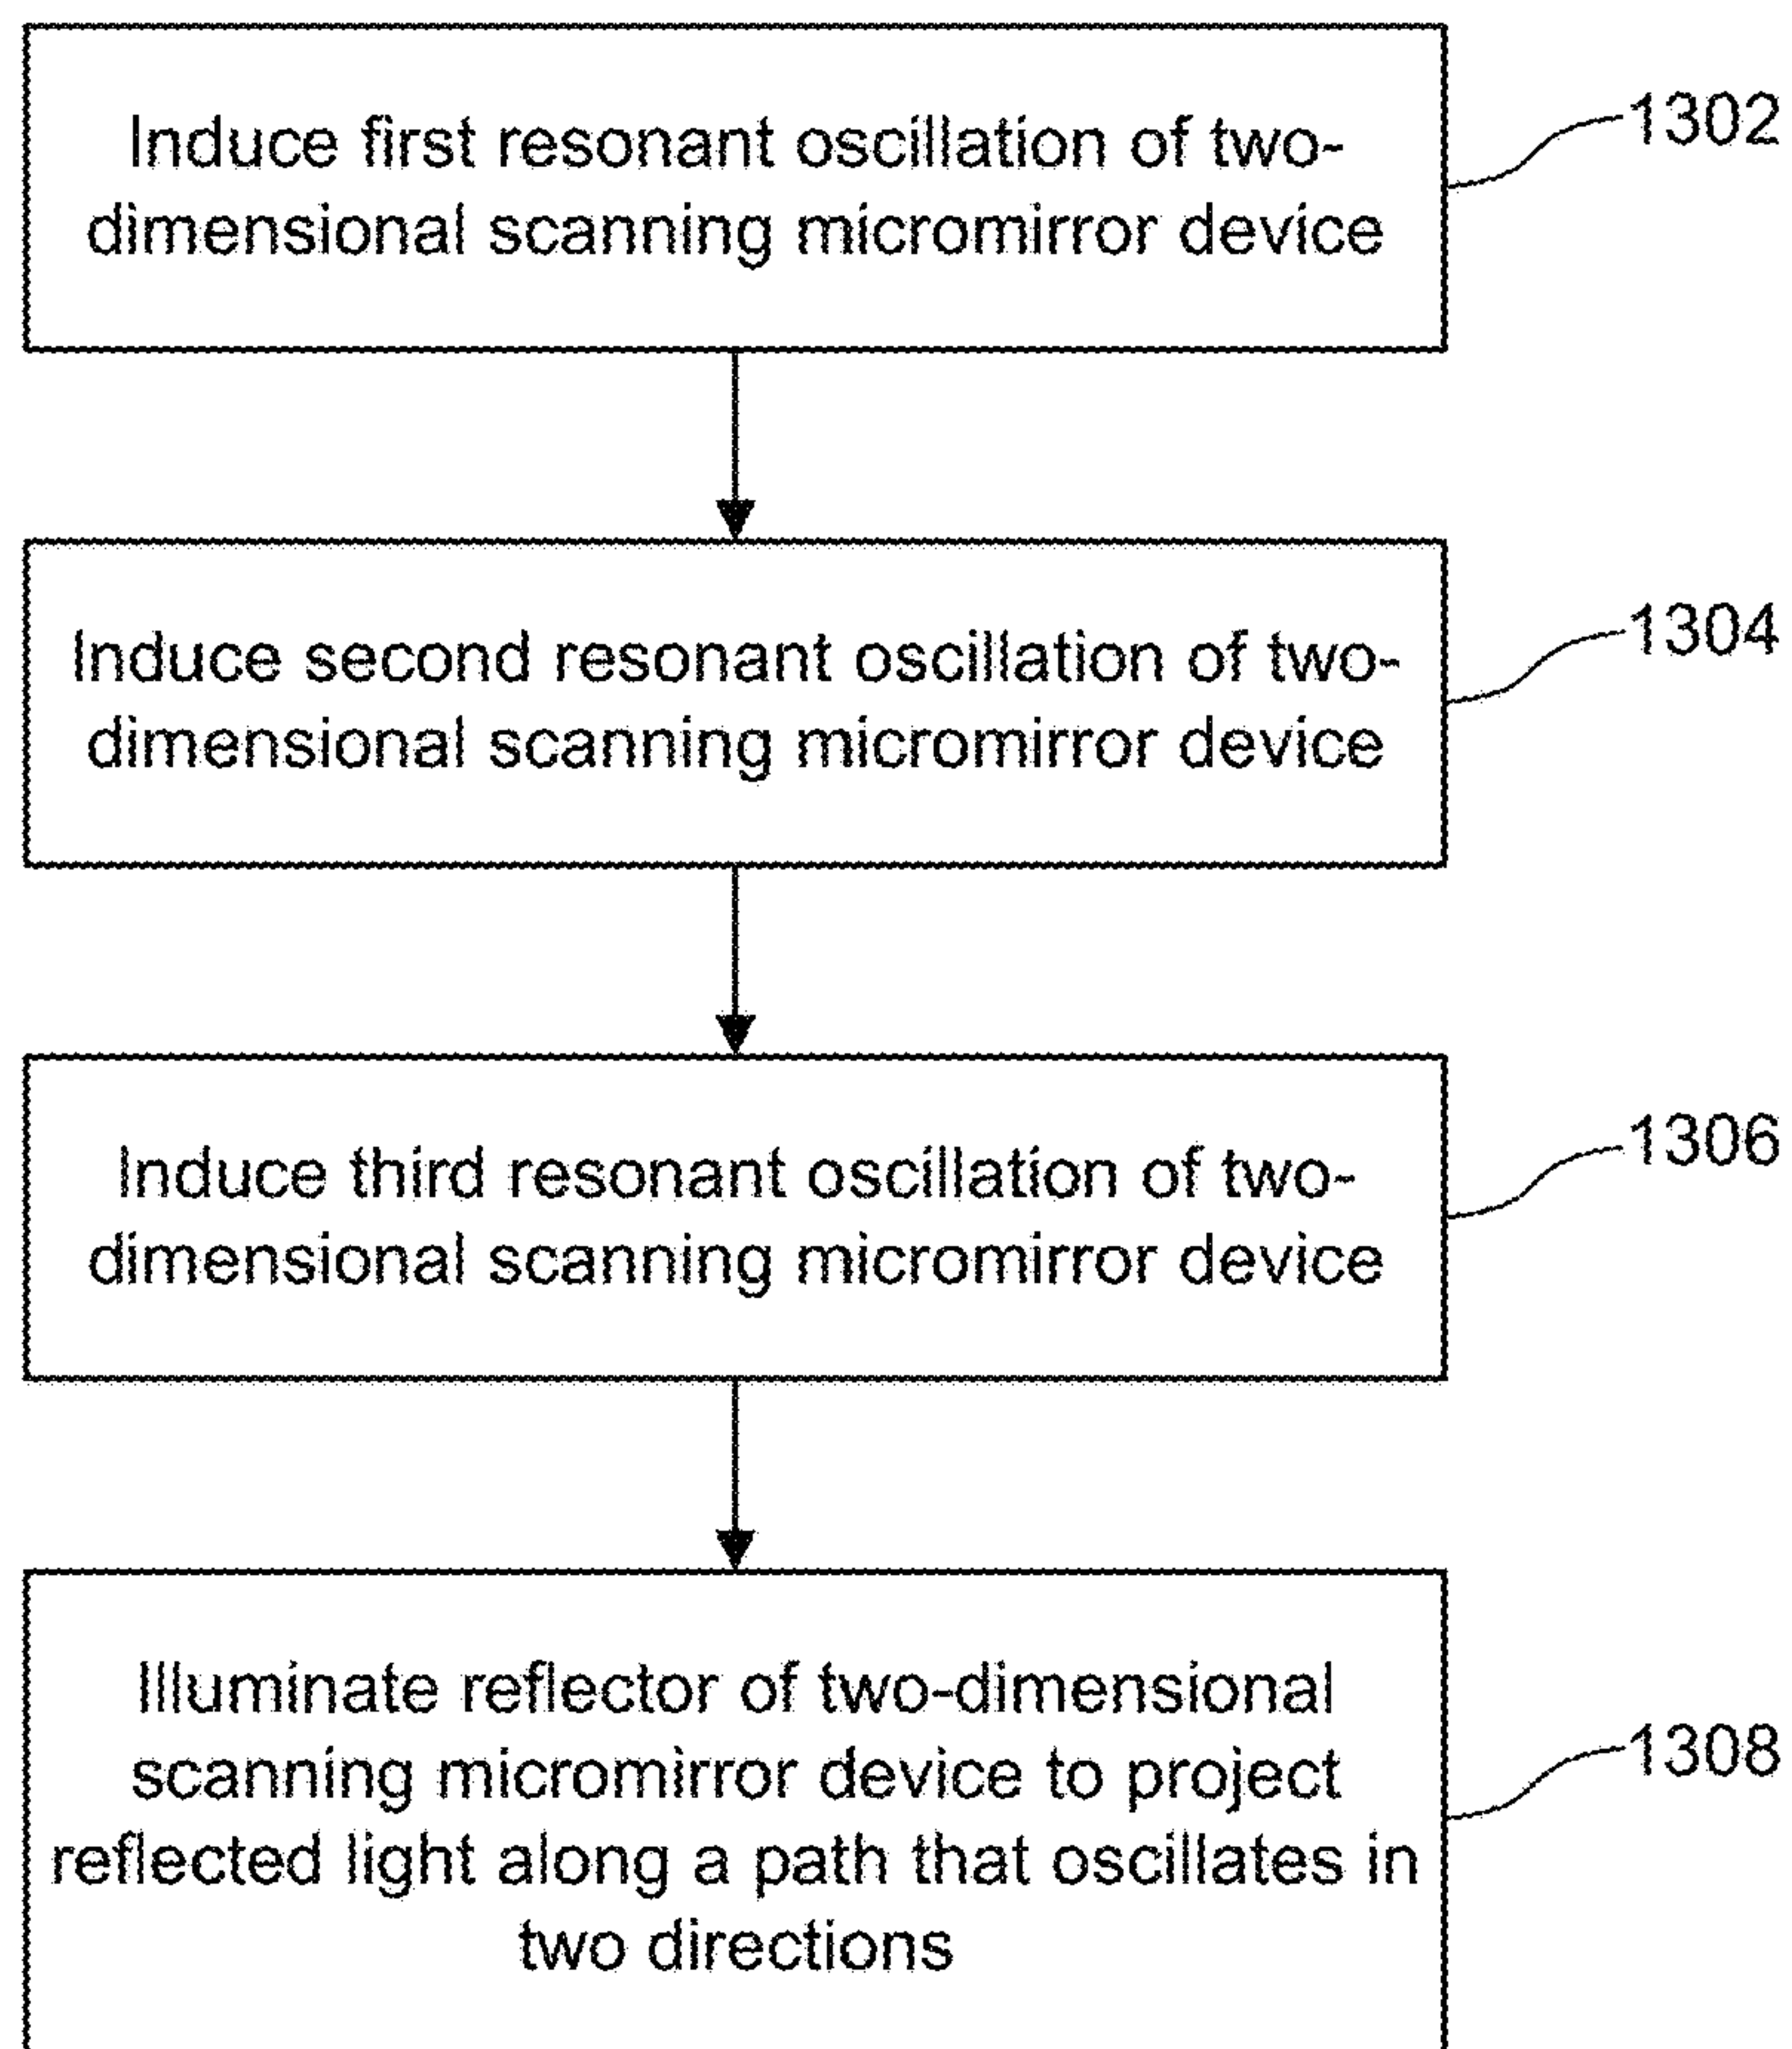 Induce first resonant oscillation of two-
dimensional scanning micromirror device
1302
Induce second resonant oscillation of two-
dimensional scanning micromirror device
1304
Induce third resonant oscillation of two-
dimensional scanning micromirror device
1306
Illuminate reflector of two-dimensional
scanning micromirror device to project
reflected light along a path that oscillates in
two directions
1308